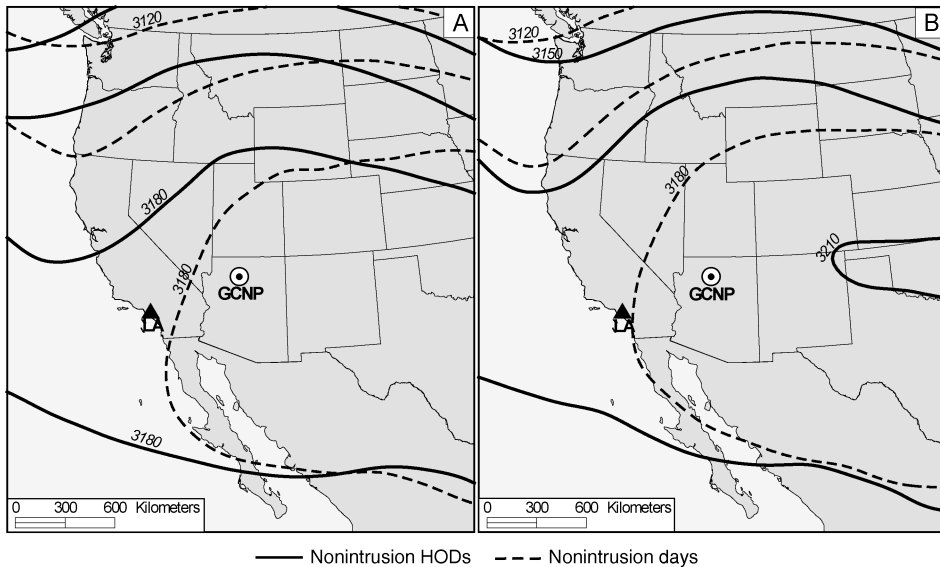 A
3120
3180
3180
GCNP
LA
3180
0 300 600 Kilometers
B
3120
3150
3180
3210
GCNP
LA
0 300 600 Kilometers
Nonintrusion HODs
Nonintrusion days